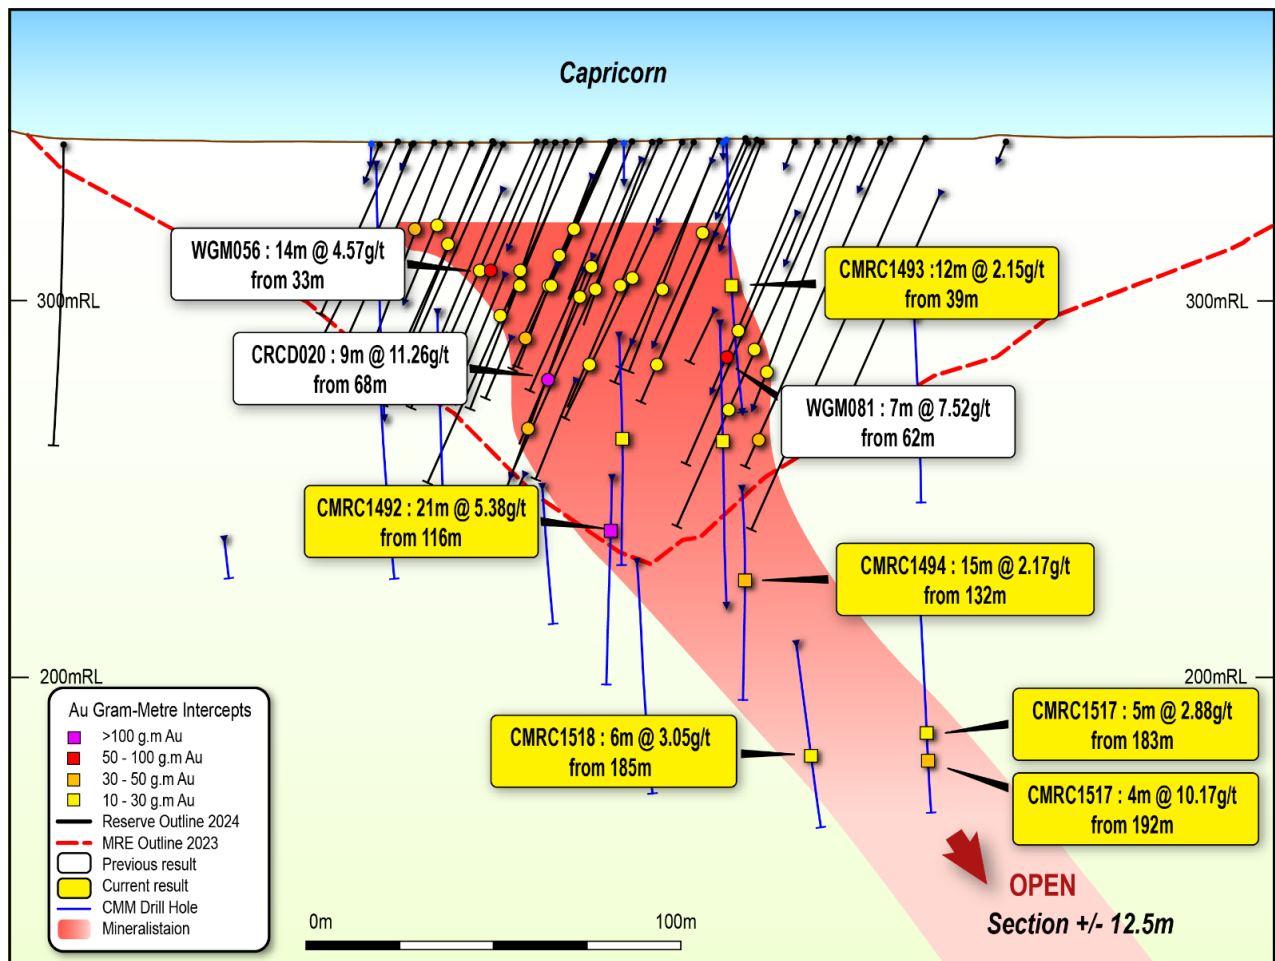 Capricorn
WGM056 : 14m @ 4.57g/t
from 33m
CMRC1493 :12m @ 2.15g/t
from 39m
300mRL
300mRL
CRCD020 : 9m @ 11.26g/t
from 68m
WGM081 : 7m @ 7.52g/t
from 62m
CMRC1492 : 21m @ 5.38g/t
from 116m
CMRC1494 : 15m @ 2.17g/t
from 132m
200mRL
200mRL
CMRC1518 : 6m @ 3.05g/t
from 185m
CMRC1517 : 5m @ 2.88g/t
from 183m
CMRC1517 : 4m @ 10.17g/t
from 192m
Au Gram-Metre Intercepts
>100 g.m Au
50 - 100 g.m Au
30 - 50 g.m Au
10 - 30 g.m Au
Reserve Outline 2024
MRE Outline 2023
Previous result
Current result
CMM Drill Hole
Mineralistaion
0m
100m
OPEN
Section +/- 12.5m